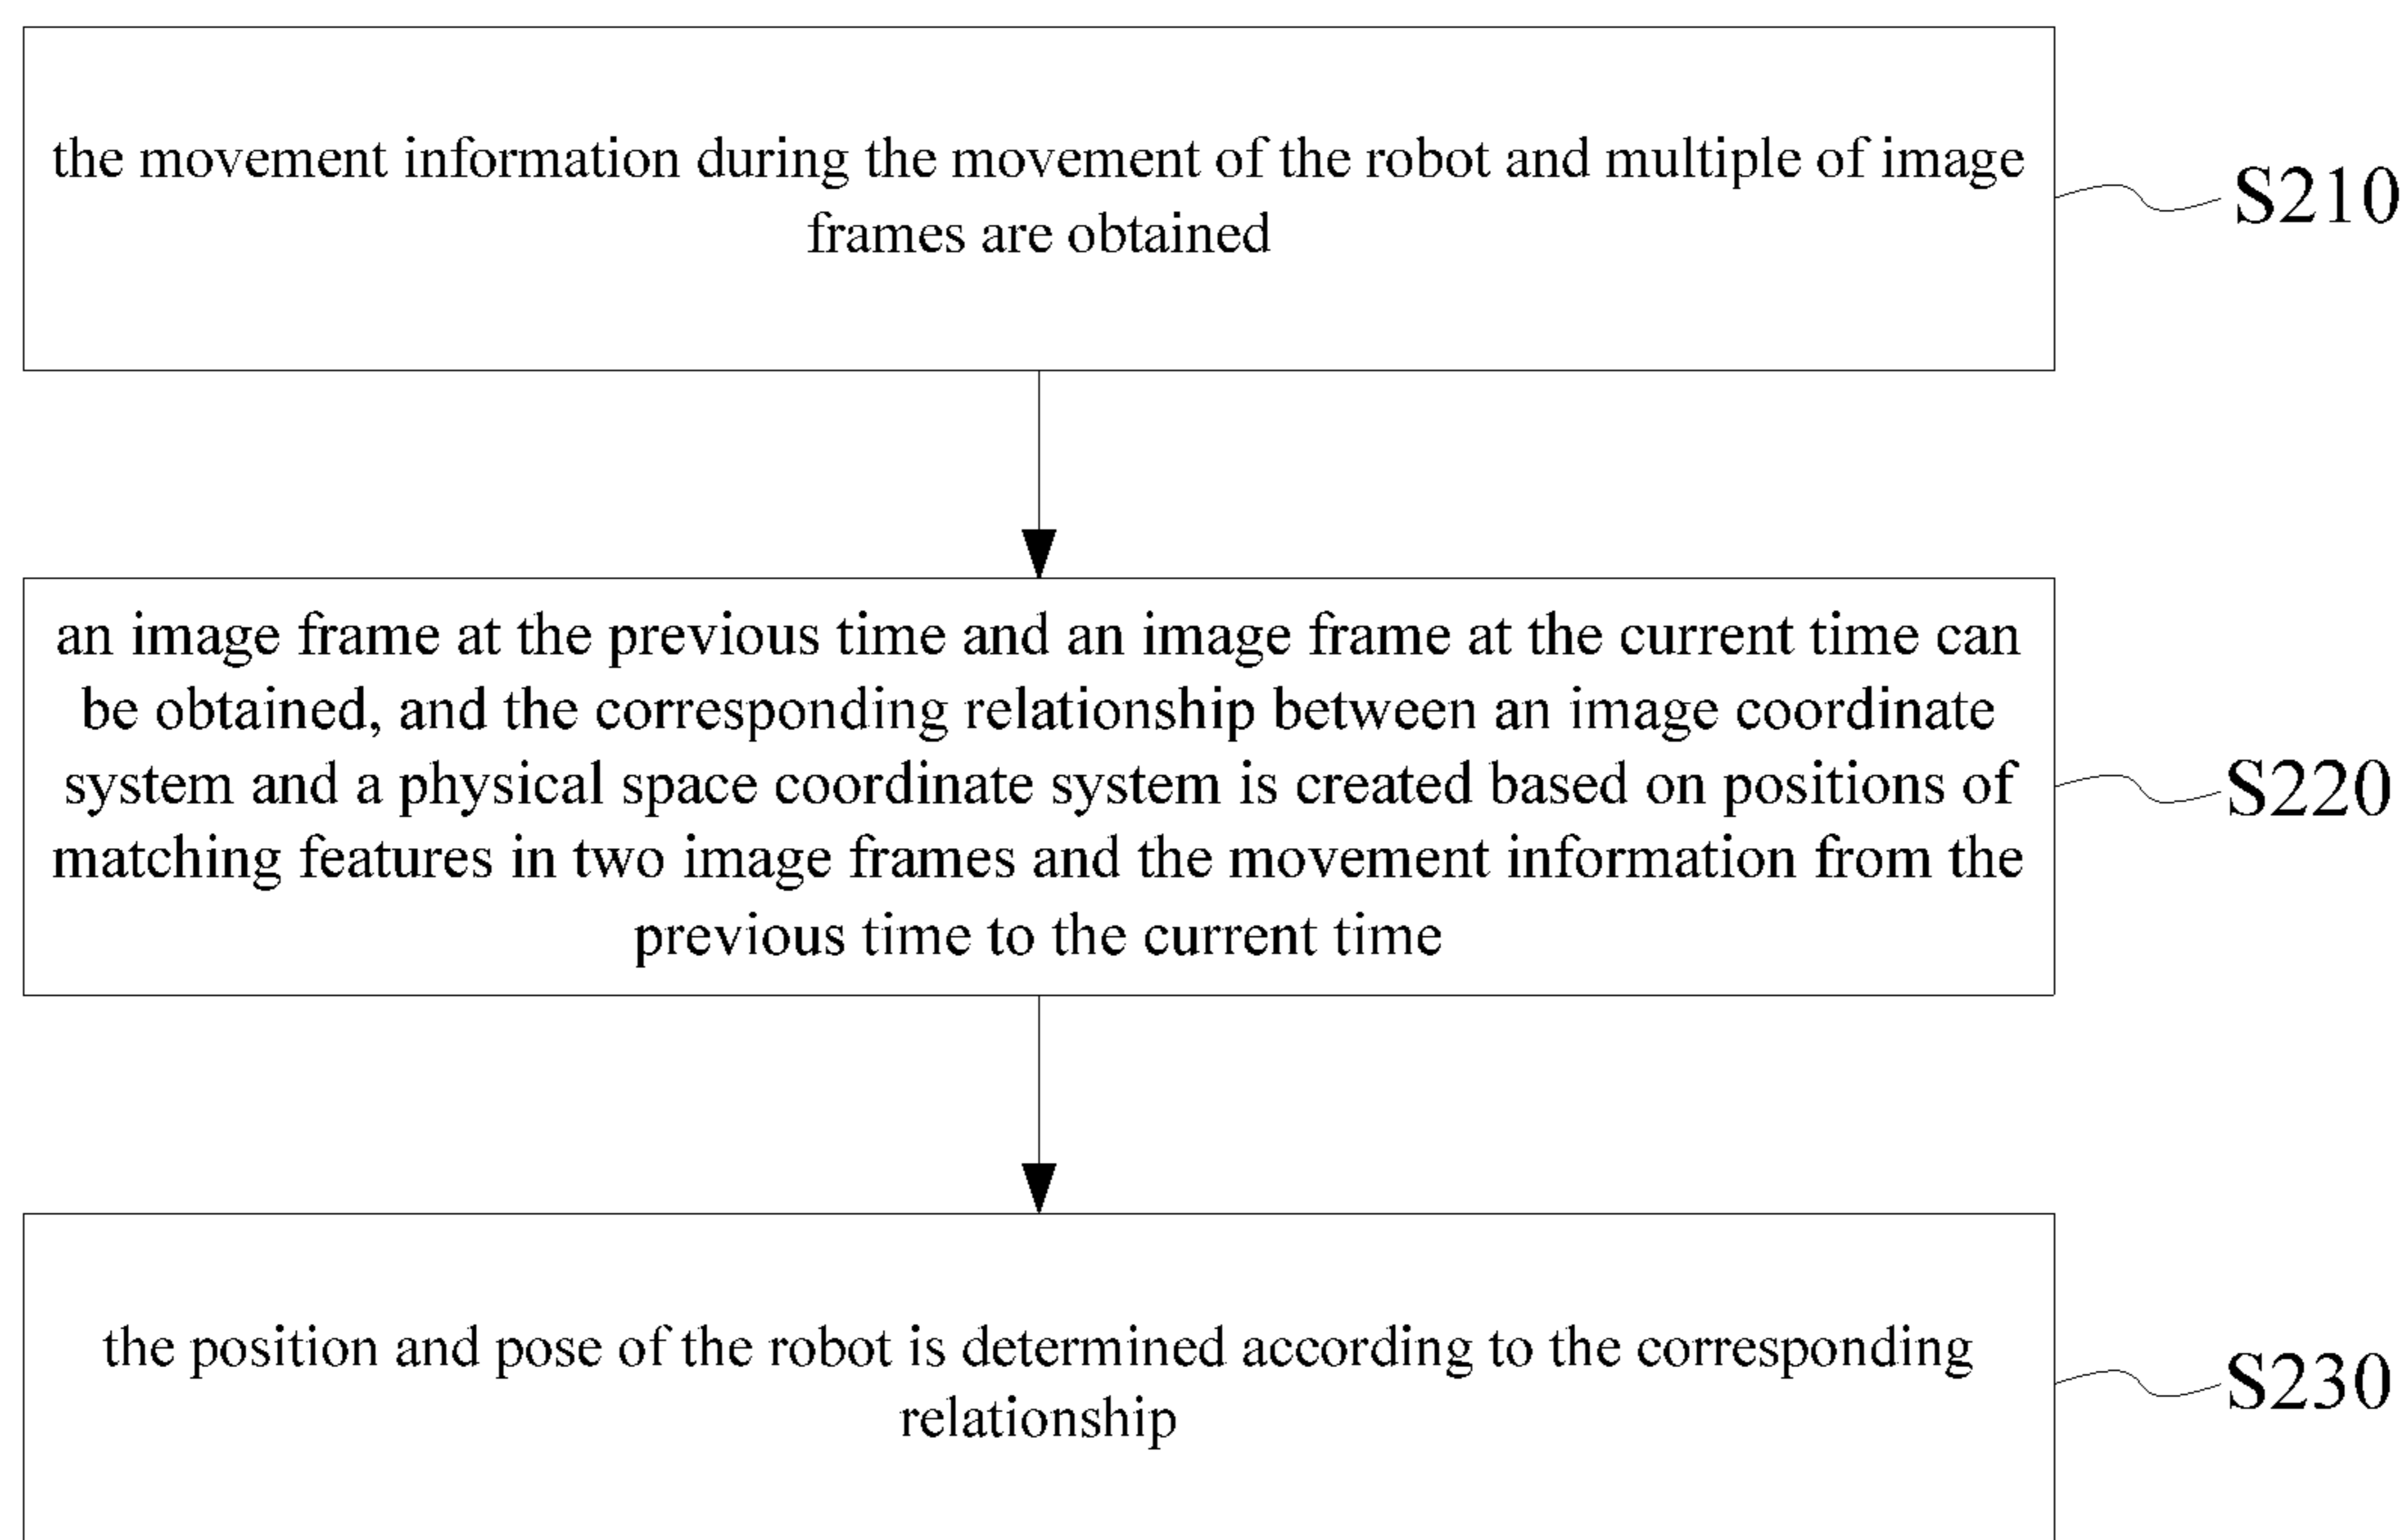 the movement information during the movement of the robot and multiple of image
frames are obtained
S210
an image frame at the previous time and an image frame at the current time can
be obtained, and the corresponding relationship between an image coordinate
system and a physical space coordinate system is created based on positions of
matching features in two image frames and the movement information from the
previous time to the current time
S220
the position and pose of the robot is determined according to the corresponding
relationship
S230